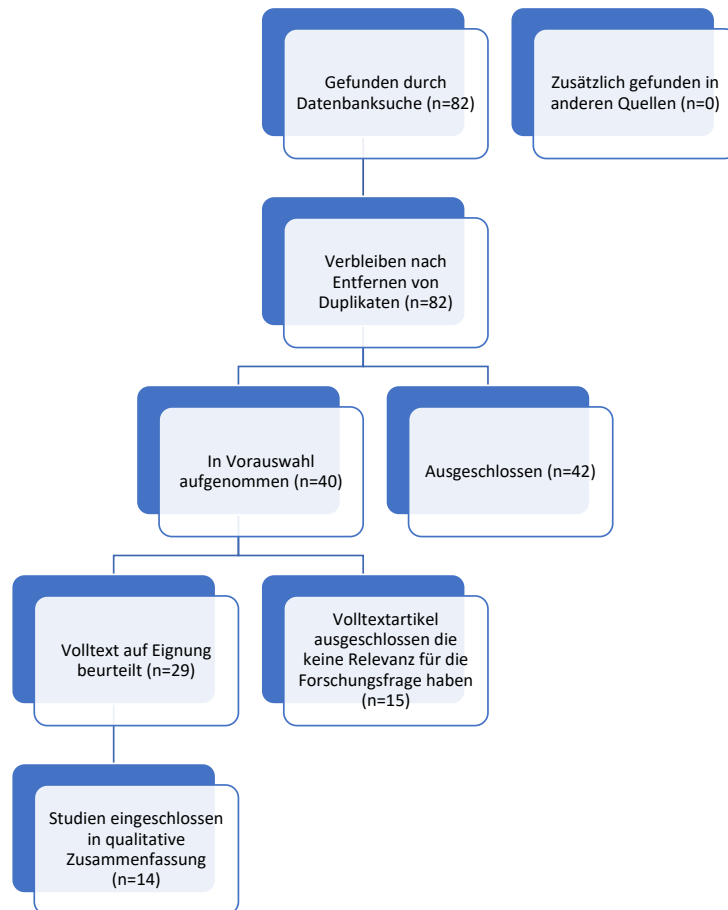 Gefunden durch
Datenbanksuche (n=82)
Zusätzlich gefunden in
anderen Quellen (n=0)
Verbleiben nach
Entfernen von
Duplikaten (n=82)
In Vorauswahl
aufgenommen (n=40)
Ausgeschlossen (n=42)
Volltext auf Eignung
beurteilt (n=29)
Volltextartikel
ausgeschlossen die
keine Relevanz für die
Forschungsfrage haben
(n=15)
Studien eingeschlossen
in qualitative
Zusammenfassung
(n=14)